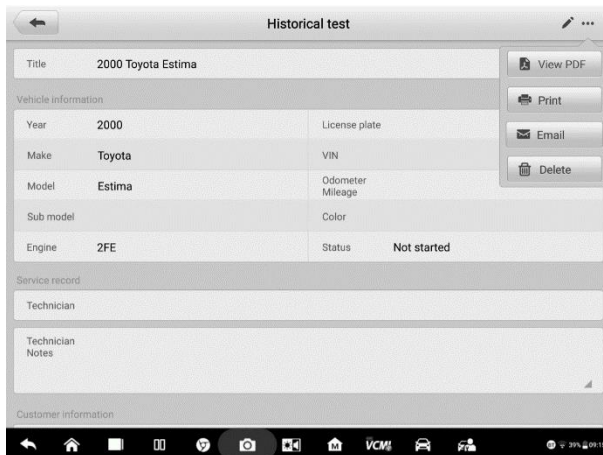 Historical test
Title 2000 Toyota Estima
View PDF
Print
Email
Delete
Vehicle information
Year 2000 License plate
Make Toyota VIN
Model Estima Odometer
Mileage
Sub model Color
Engine 2FE Status Not started
Service record
Technician
Technician
Notes
Customer information
VCMI 39%